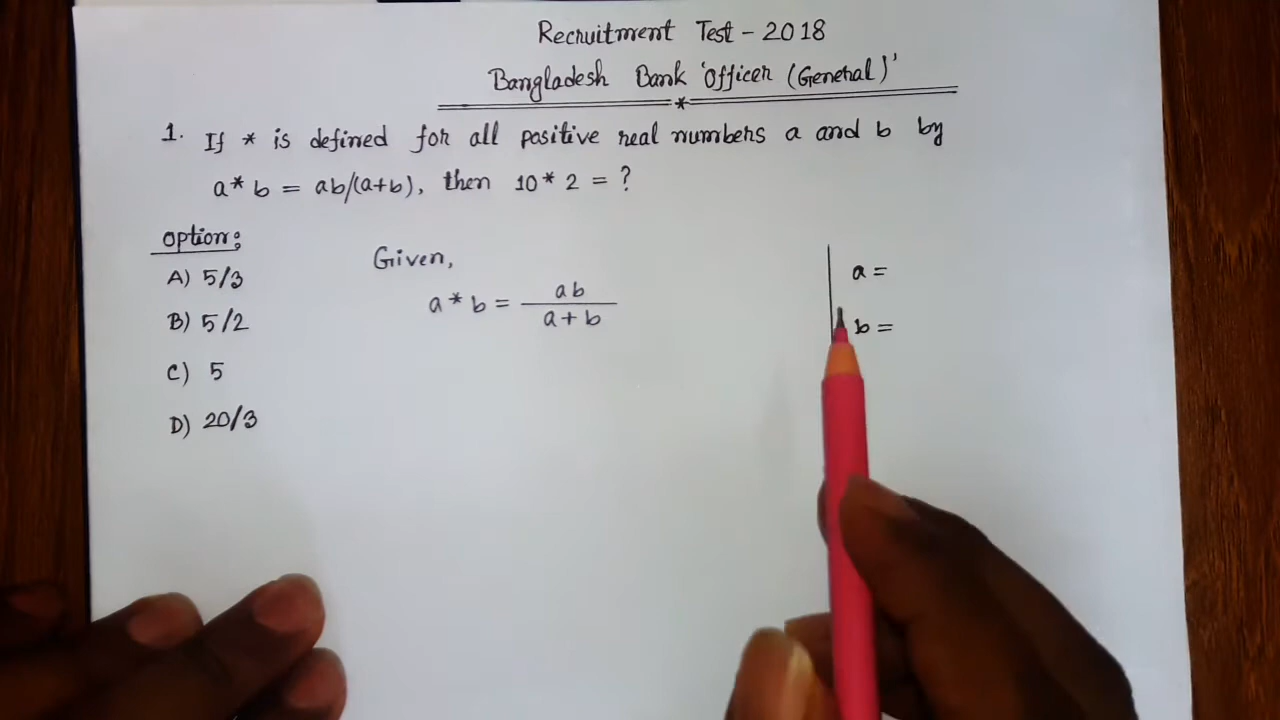 Recruitment Test - 2018
Bangladesh Bank 'Officer (General)'
*
1. If * is defined for all positive real numbers a and b by
a * b = ab/(a+b), then 10 * 2 = ?
Option:
A) 5/3
B) 5/2
C) 5
D) 20/3
Given,
a * b = ab / a + b
a =
b =